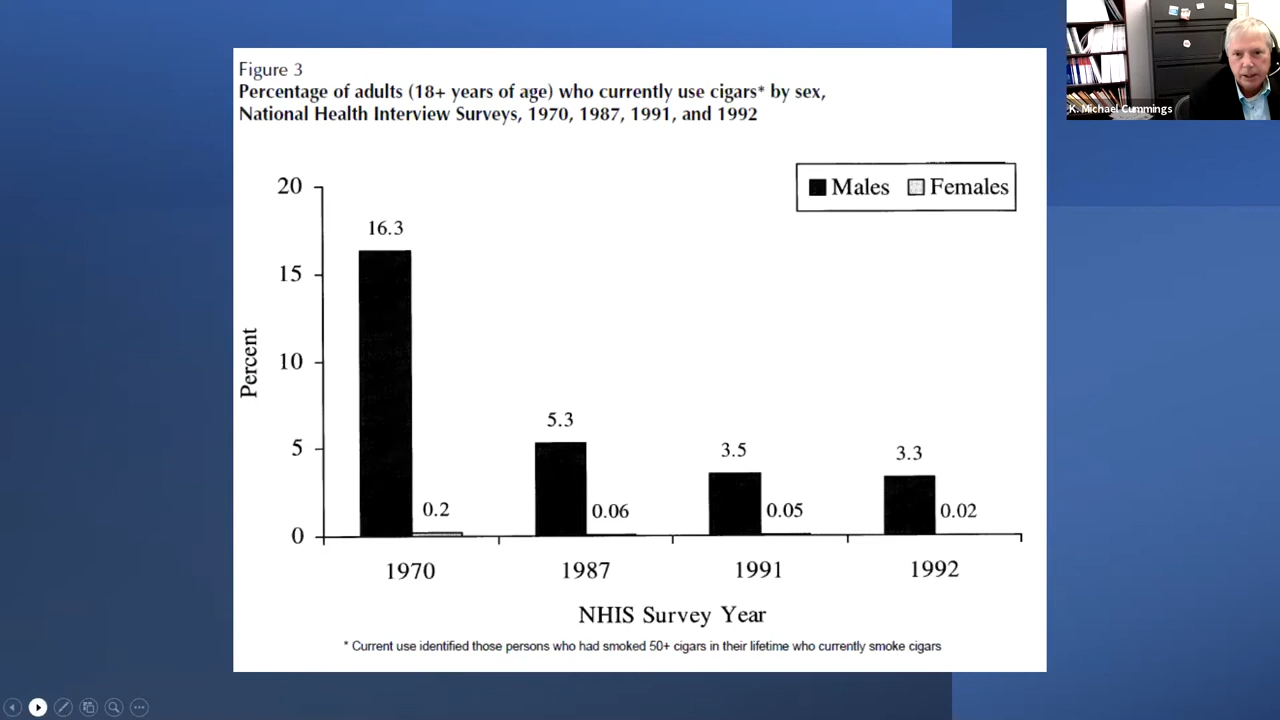 K. Michael Cummings
Figure 3
Percentage of adults (18+ years of age) who currently use cigars* by sex,
National Health Interview Surveys, 1970, 1987, 1991, and 1992
Males Females
20
15
10
5
0
Percent
16.3
0.2
5.3
0.06
3.5
0.05
3.3
0.02
1970 1987 1991 1992
NHIS Survey Year
* Current use identified those persons who had smoked 50+ cigars in their lifetime who currently smoke cigars